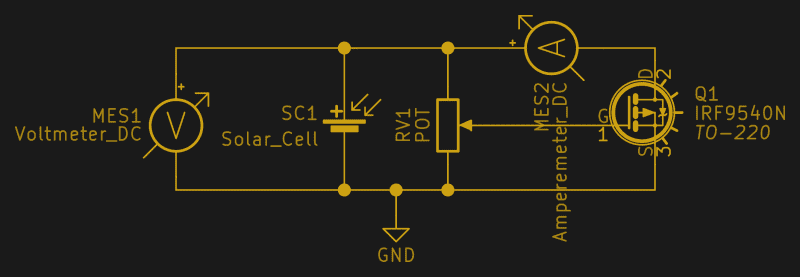 MES1
Voltmeter_DC
+
V
SC1
Solar_Cell
+
RV1
POT
+
A
MES2
Amperemeter_DC
D
2
G
1
S
3
Q1
IRF9540N
TO-220
GND